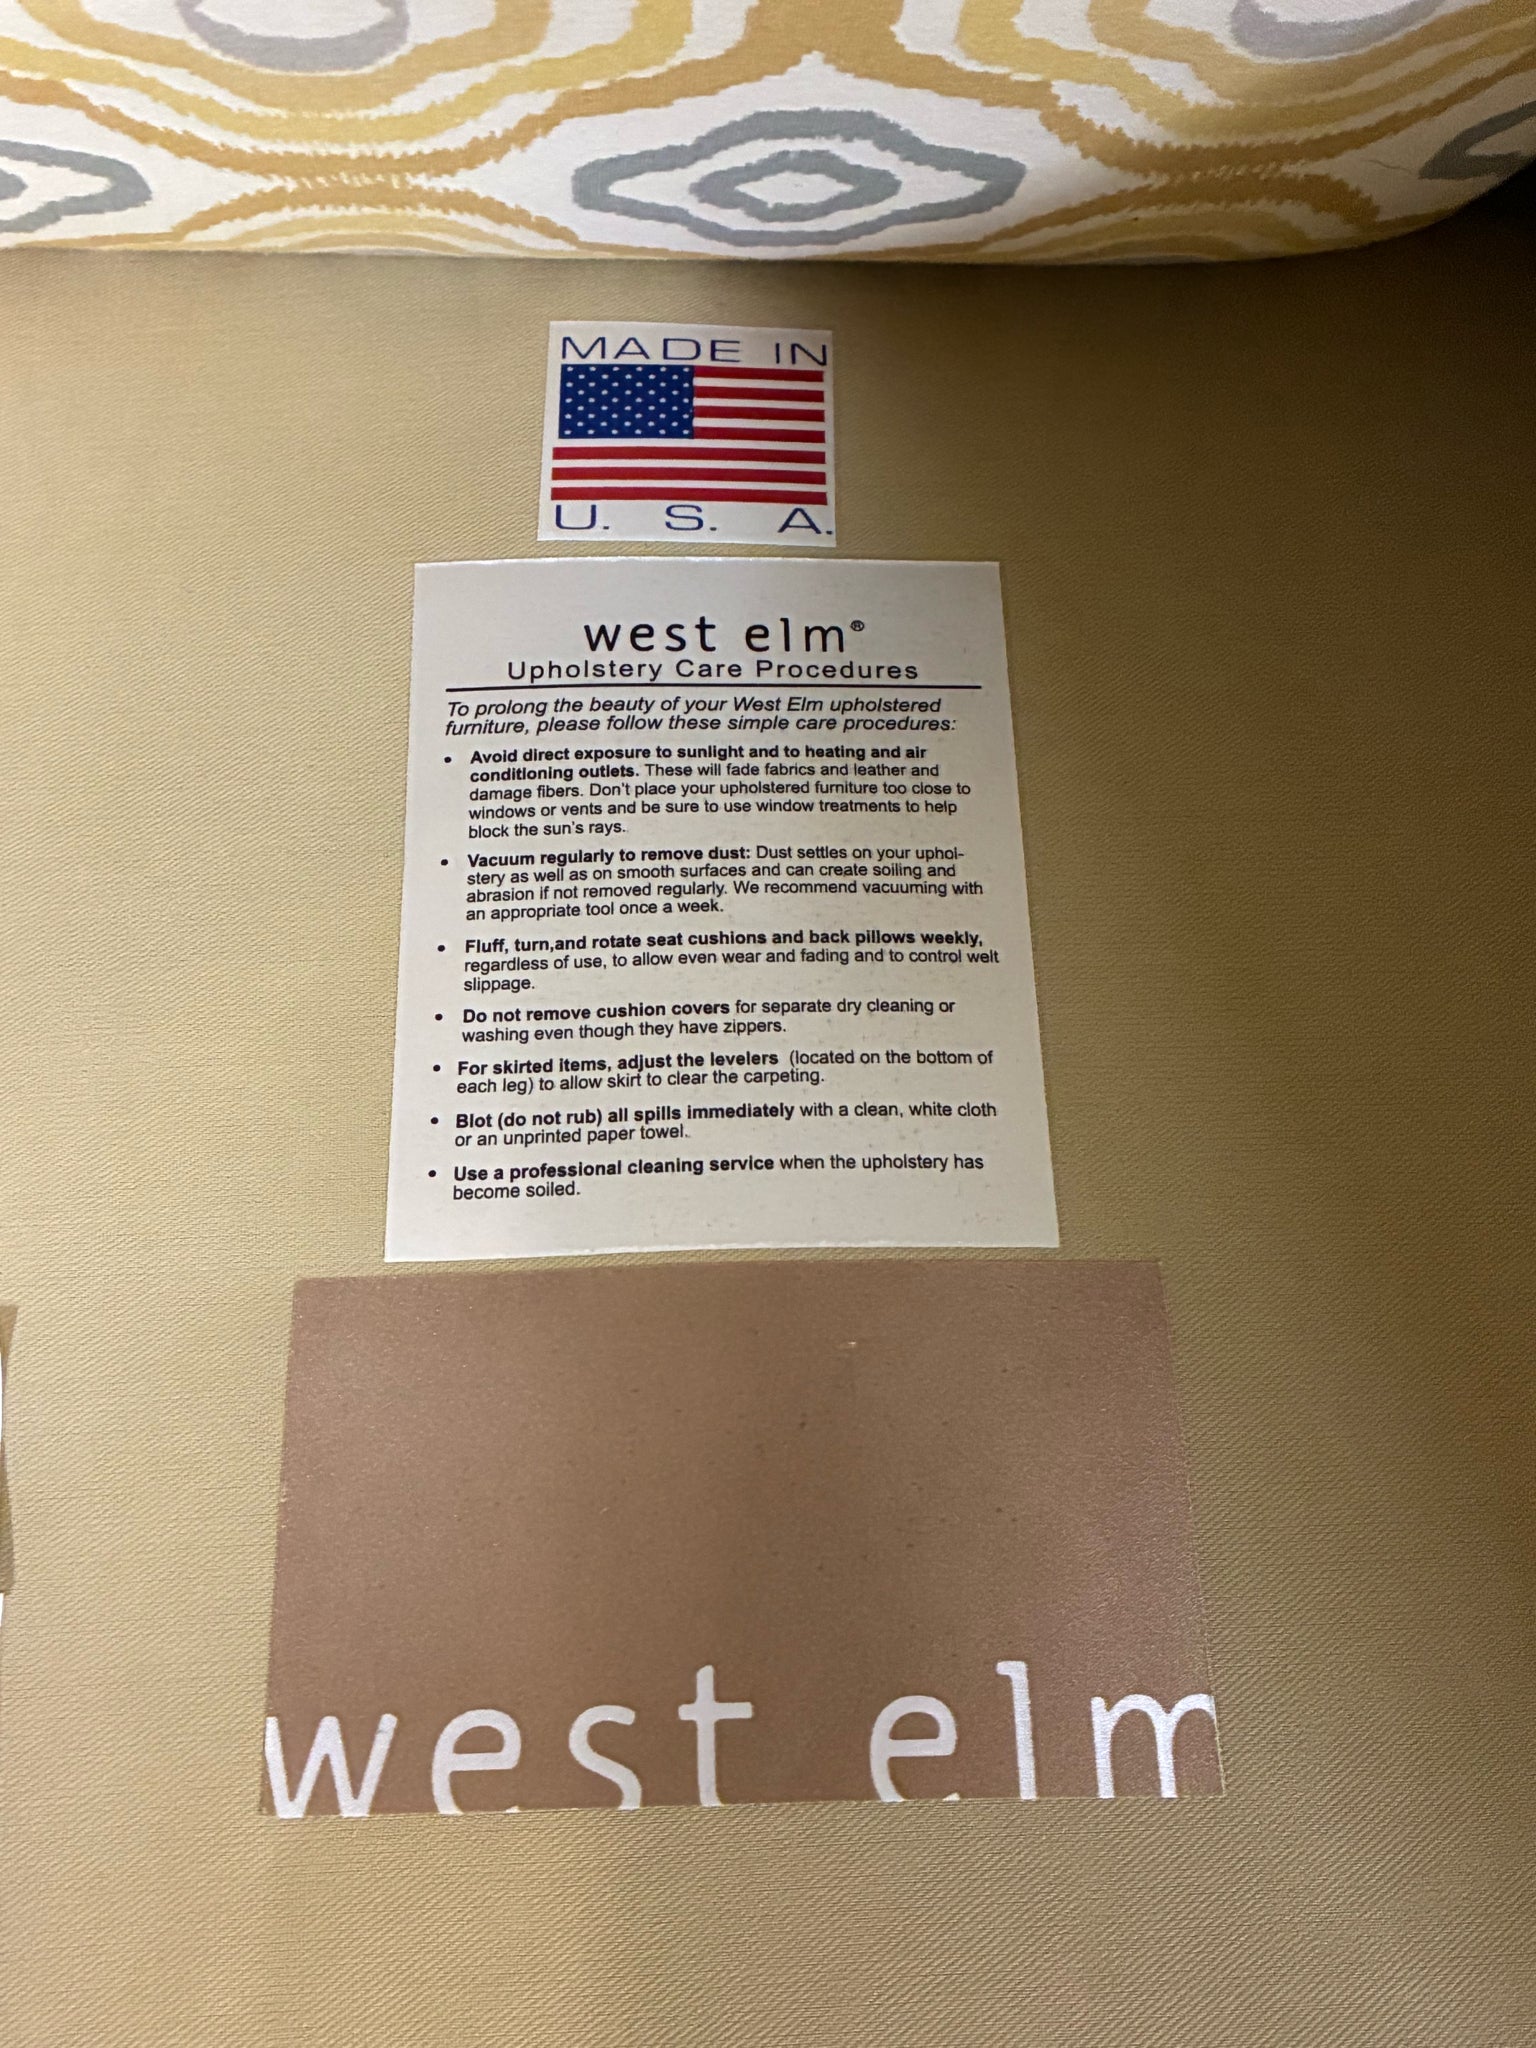 MADE IN
U. S. A.
west elm®
Upholstery Care Procedures
To prolong the beauty of your West Elm upholstered
furniture, please follow these simple care procedures:
• Avoid direct exposure to sunlight and to heating and air
conditioning outlets. These will fade fabrics and leather and
damage fibers. Don't place your upholstered furniture too close to
windows or vents and be sure to use window treatments to help
block the sun's rays.
• Vacuum regularly to remove dust: Dust settles on your uphol-
stery as well as on smooth surfaces and can create soiling and
abrasion if not removed regularly. We recommend vacuuming with
an appropriate tool once a week.
• Fluff, turn,and rotate seat cushions and back pillows weekly,
regardless of use, to allow even wear and fading and to control welt
slippage.
• Do not remove cushion covers for separate dry cleaning or
washing even though they have zippers.
• For skirted items, adjust the levelers (located on the bottom of
each leg) to allow skirt to clear the carpeting.
• Blot (do not rub) all spills immediately with a clean, white cloth
or an unprinted paper towel.
• Use a professional cleaning service when the upholstery has
become soiled.
west elm